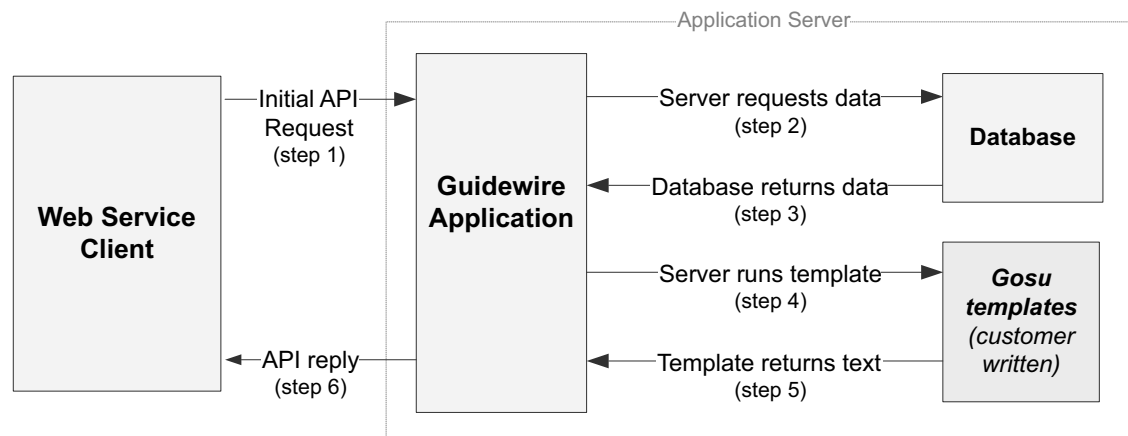 Application Server
Web Service
Client
Initial API
Request
(step 1)
API reply
(step 6)
Guidewire
Application
Server requests data
(step 2)
Database returns data
(step 3)
Server runs template
(step 4)
Template returns text
(step 5)
Database
Gosu
templates
(customer
written)